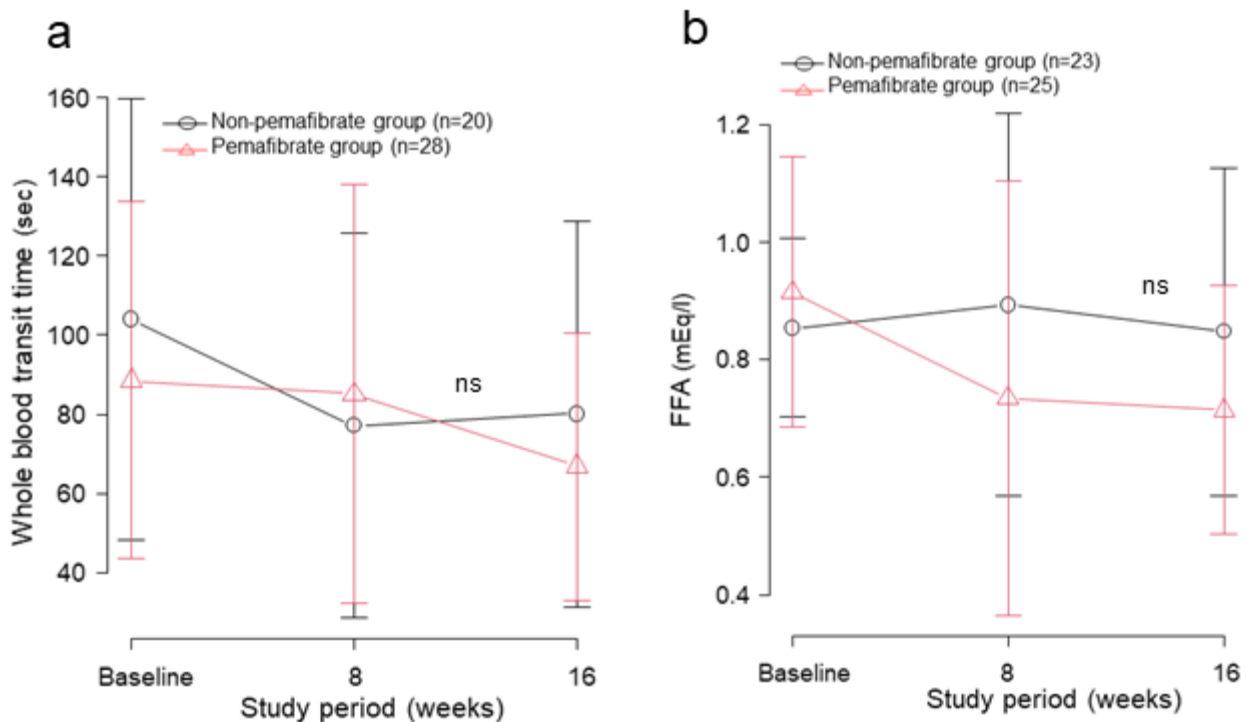 a
Non-pemafibrate group (n=20)
Pemafibrate group (n=28)
Whole blood transit time (sec)
160
140
120
100
80
60
40
ns
Baseline
8
16
Study period (weeks)
b
Non-pemafibrate group (n=23)
Pemafibrate group (n=25)
FFA (mEq/l)
1.2
1.0
0.8
0.6
0.4
ns
Baseline
8
16
Study period (weeks)